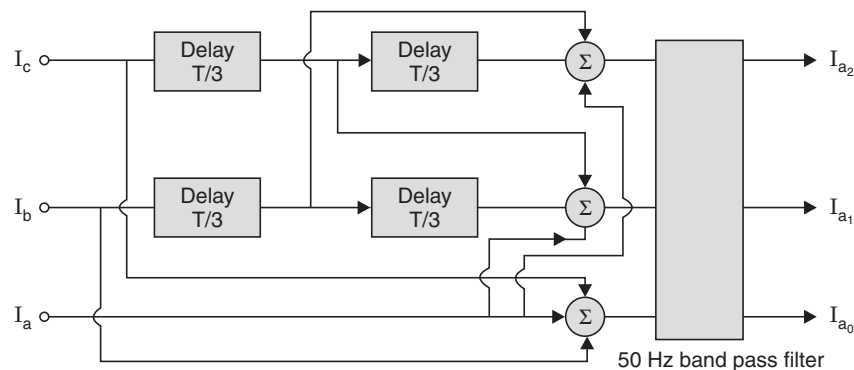 I_c
Delay
T/3
Delay
T/3
Σ
I_a₂
I_b
Delay
T/3
Delay
T/3
Σ
I_a₁
I_a
Σ
I_a₀
50 Hz band pass filter